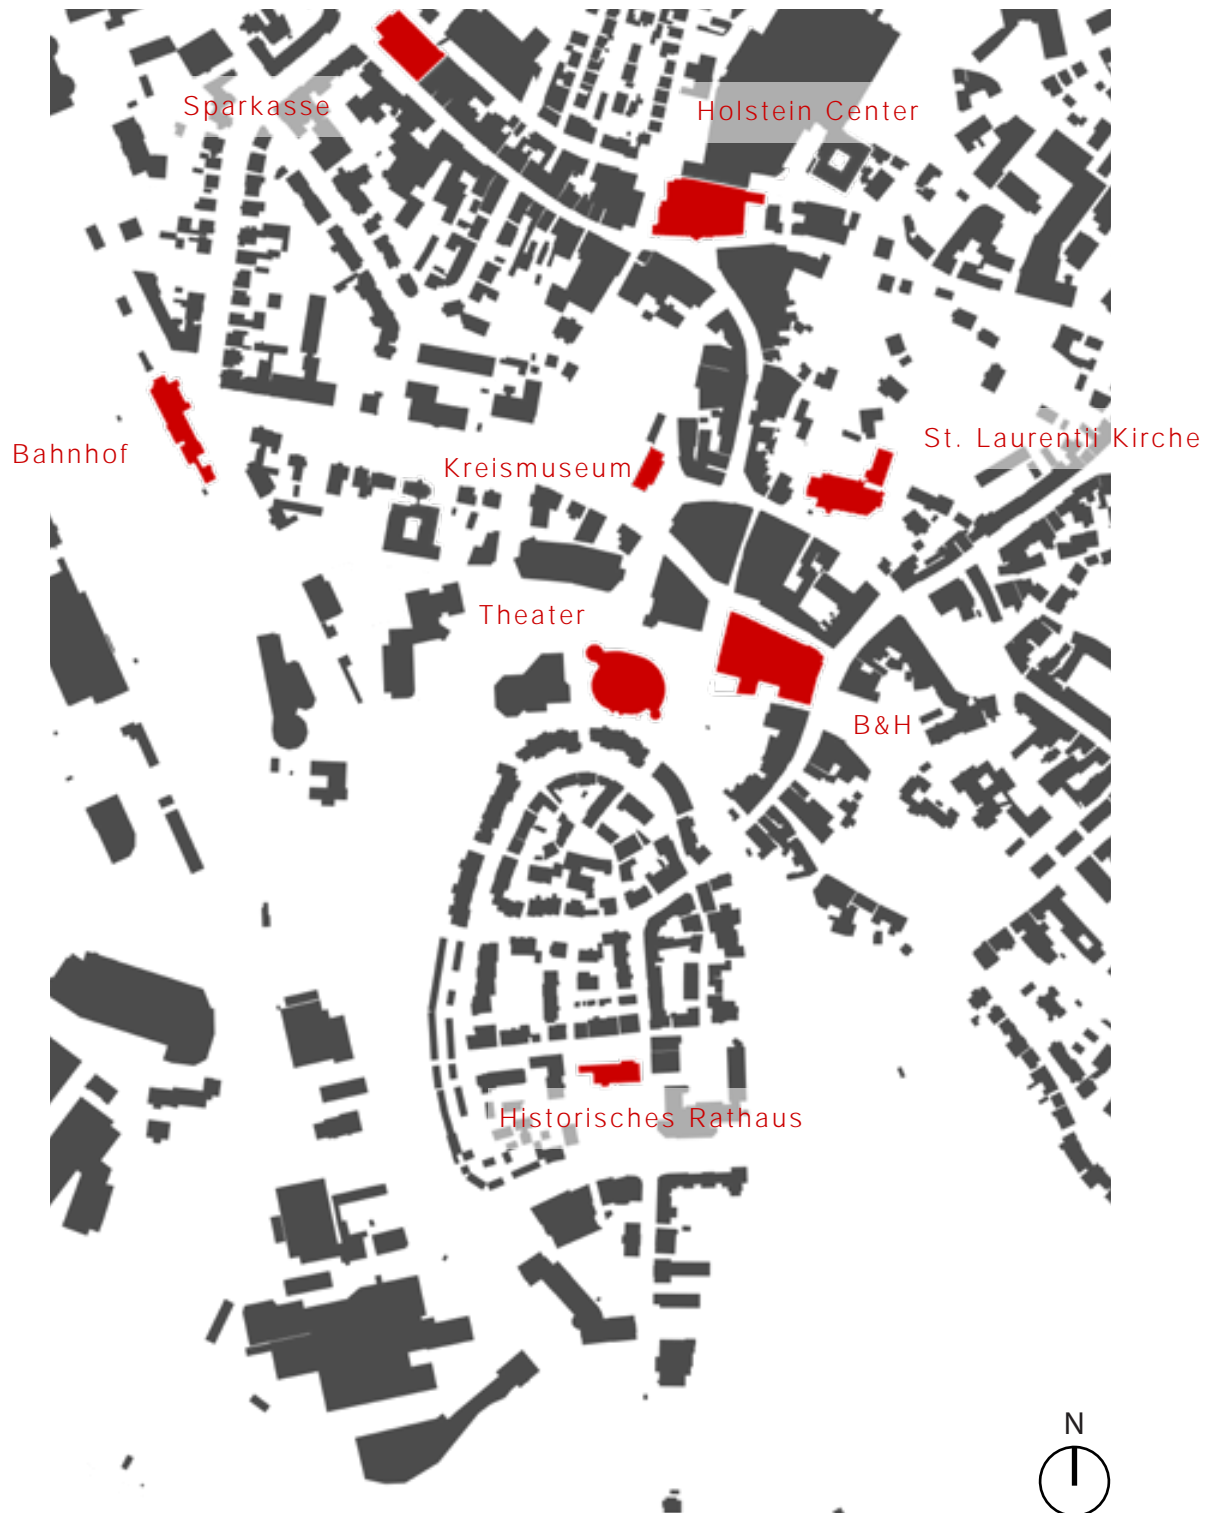 Sparkasse
Holstein Center
St. Laurentii Kirche
Bahnhof
Kreismuseum
Theater
B&H
Historisches Rathaus
N